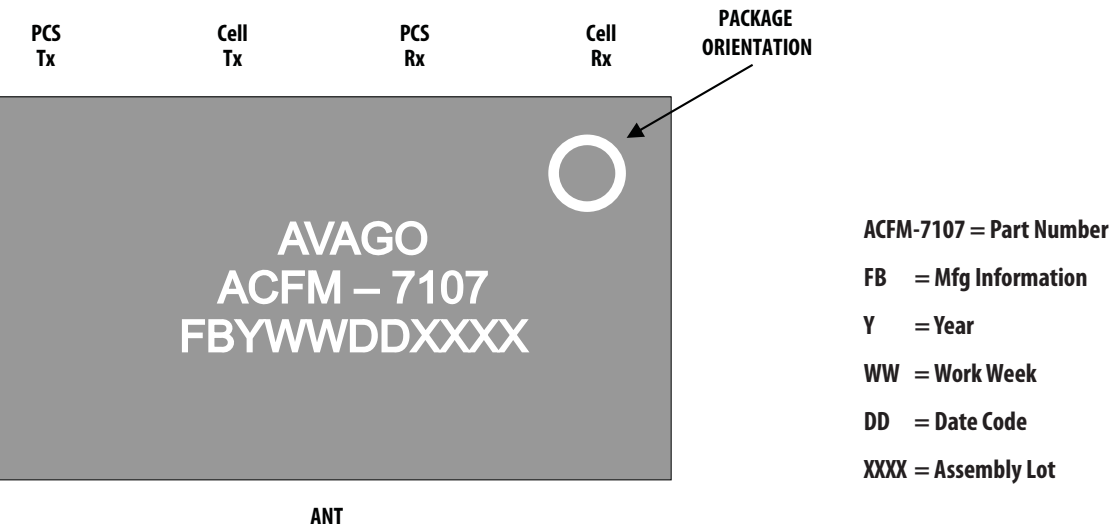 PCS Tx
Cell Tx
PCS Rx
Cell Rx
PACKAGE ORIENTATION
AVAGO
ACFM – 7107
FBYWWDDXXXX
ANT
ACFM-7107 = Part Number
FB = Mfg Information
Y = Year
WW = Work Week
DD = Date Code
XXXX = Assembly Lot